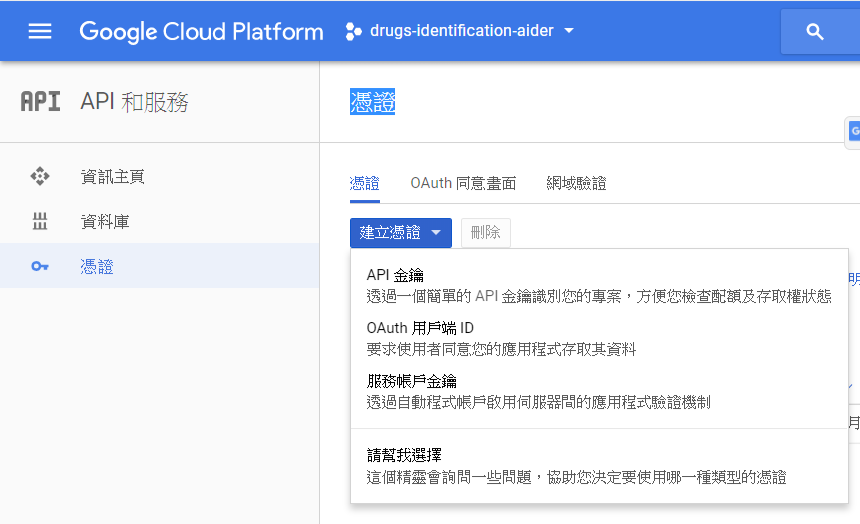 Google Cloud Platform
drugs-identification-aider
API
API 和服務
憑證
資訊主頁
資料庫
憑證
憑證
OAuth 同意畫面
網域驗證
建立憑證
刪除
API 金鑰
透過一個簡單的 API 金鑰識別您的專案，方便您檢查配額及存取權狀態
OAuth 用戶端 ID
要求使用者同意您的應用程式存取其資料
服務帳戶金鑰
透過自動程式帳戶啟用伺服器間的應用程式驗證機制
請幫我選擇
這個精靈會詢問一些問題，協助您決定要使用哪一種類型的憑證
明
月